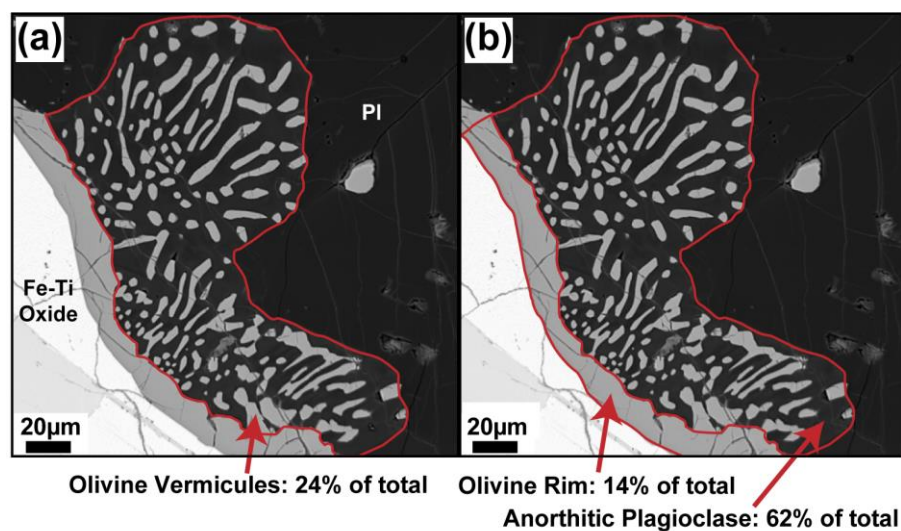 (a)
Pl
Fe-Ti
Oxide
20µm
(b)
Pl
20µm
Olivine Vermicules: 24% of total
Olivine Rim: 14% of total
Anorthitic Plagioclase: 62% of total